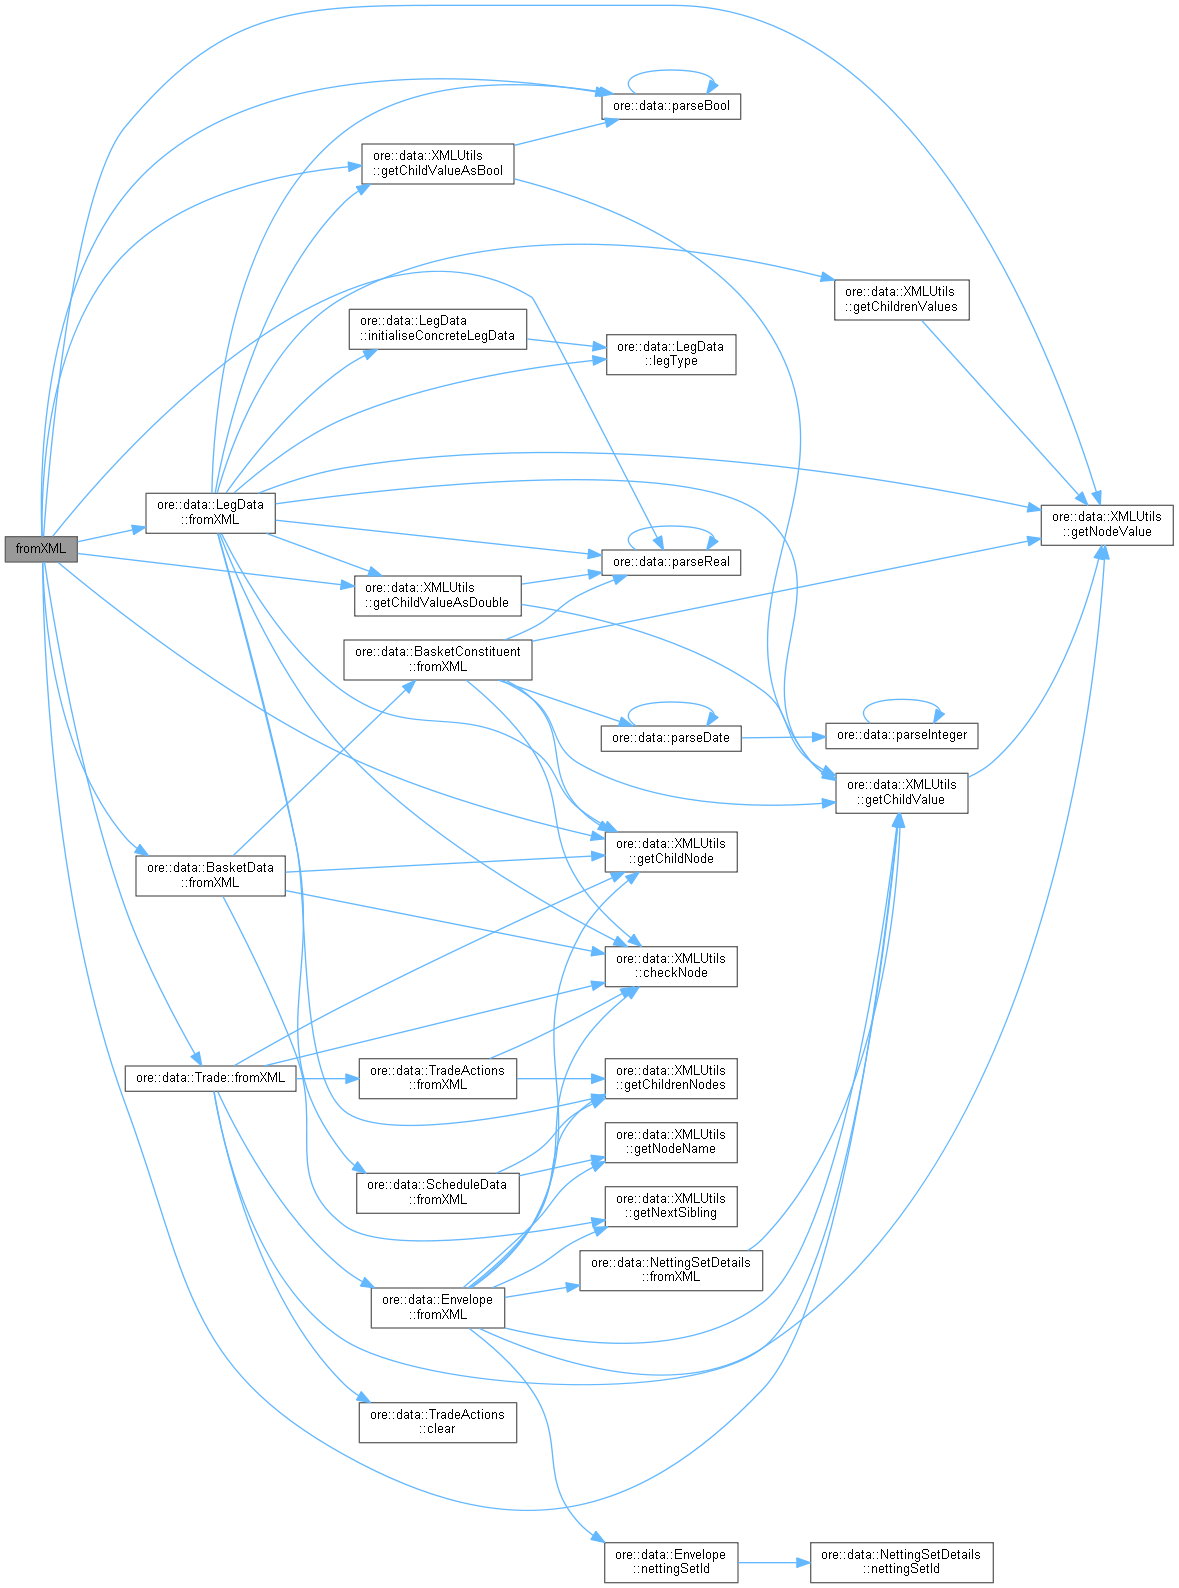 ore::data::parseBool
ore::data::XMLUtils
::getChildValueAsBool
ore::data::XMLUtils
::getChildrenValues
ore::data::LegData
::initialiseConcreteLegData
ore::data::LegData
::legType
ore::data::LegData
::fromXML
ore::data::XMLUtils
::getNodeValue
fromXML
ore::data::parseReal
ore::data::XMLUtils
::getChildValueAsDouble
ore::data::BasketConstituent
::fromXML
ore::data::parseDate
ore::data::parseInteger
ore::data::XMLUtils
::getChildValue
ore::data::XMLUtils
::getChildNode
ore::data::BasketData
::fromXML
ore::data::XMLUtils
::checkNode
ore::data::Trade::fromXML
ore::data::TradeActions
::fromXML
ore::data::XMLUtils
::getChildrenNodes
ore::data::XMLUtils
::getNodeName
ore::data::ScheduleData
::fromXML
ore::data::XMLUtils
::getNextSibling
ore::data::NettingSetDetails
::fromXML
ore::data::Envelope
::fromXML
ore::data::TradeActions
::clear
ore::data::Envelope
::nettingSetId
ore::data::NettingSetDetails
::nettingSetId